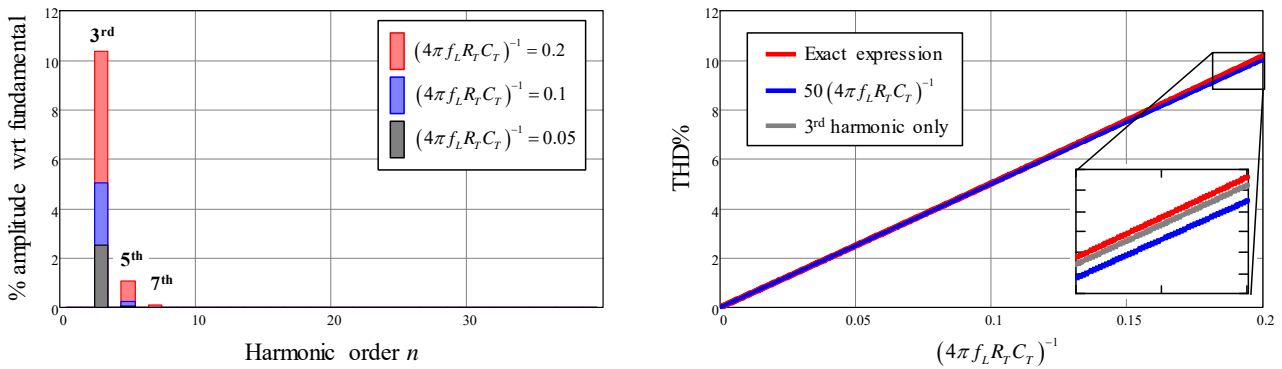 % amplitude wrt fundamental
12
10
8
6
4
2
0
3rd
5th
7th
(4πf_L R_T C_T)^−1 = 0.2
(4πf_L R_T C_T)^−1 = 0.1
(4πf_L R_T C_T)^−1 = 0.05
0 10 20 30
Harmonic order n
THD%
12
10
8
6
4
2
0
Exact expression
50(4πf_L R_T C_T)^−1
3rd harmonic only
0 0.05 0.1 0.15 0.2
(4πf_L R_T C_T)^−1